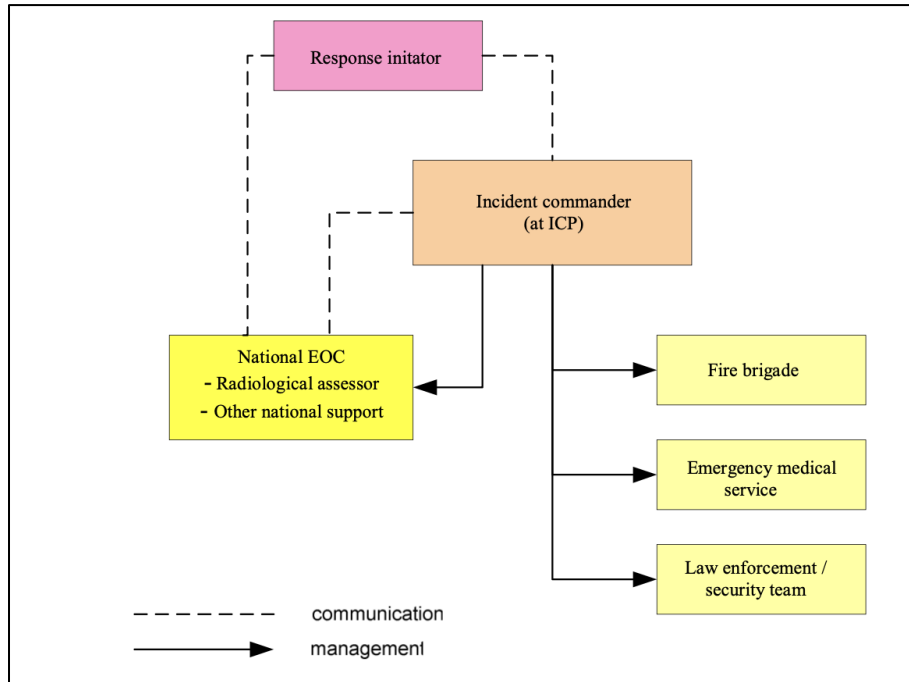 Response initator
Incident commander
(at ICP)
National EOC
- Radiological assessor
- Other national support
Fire brigade
Emergency medical
service
Law enforcement /
security team
communication
management